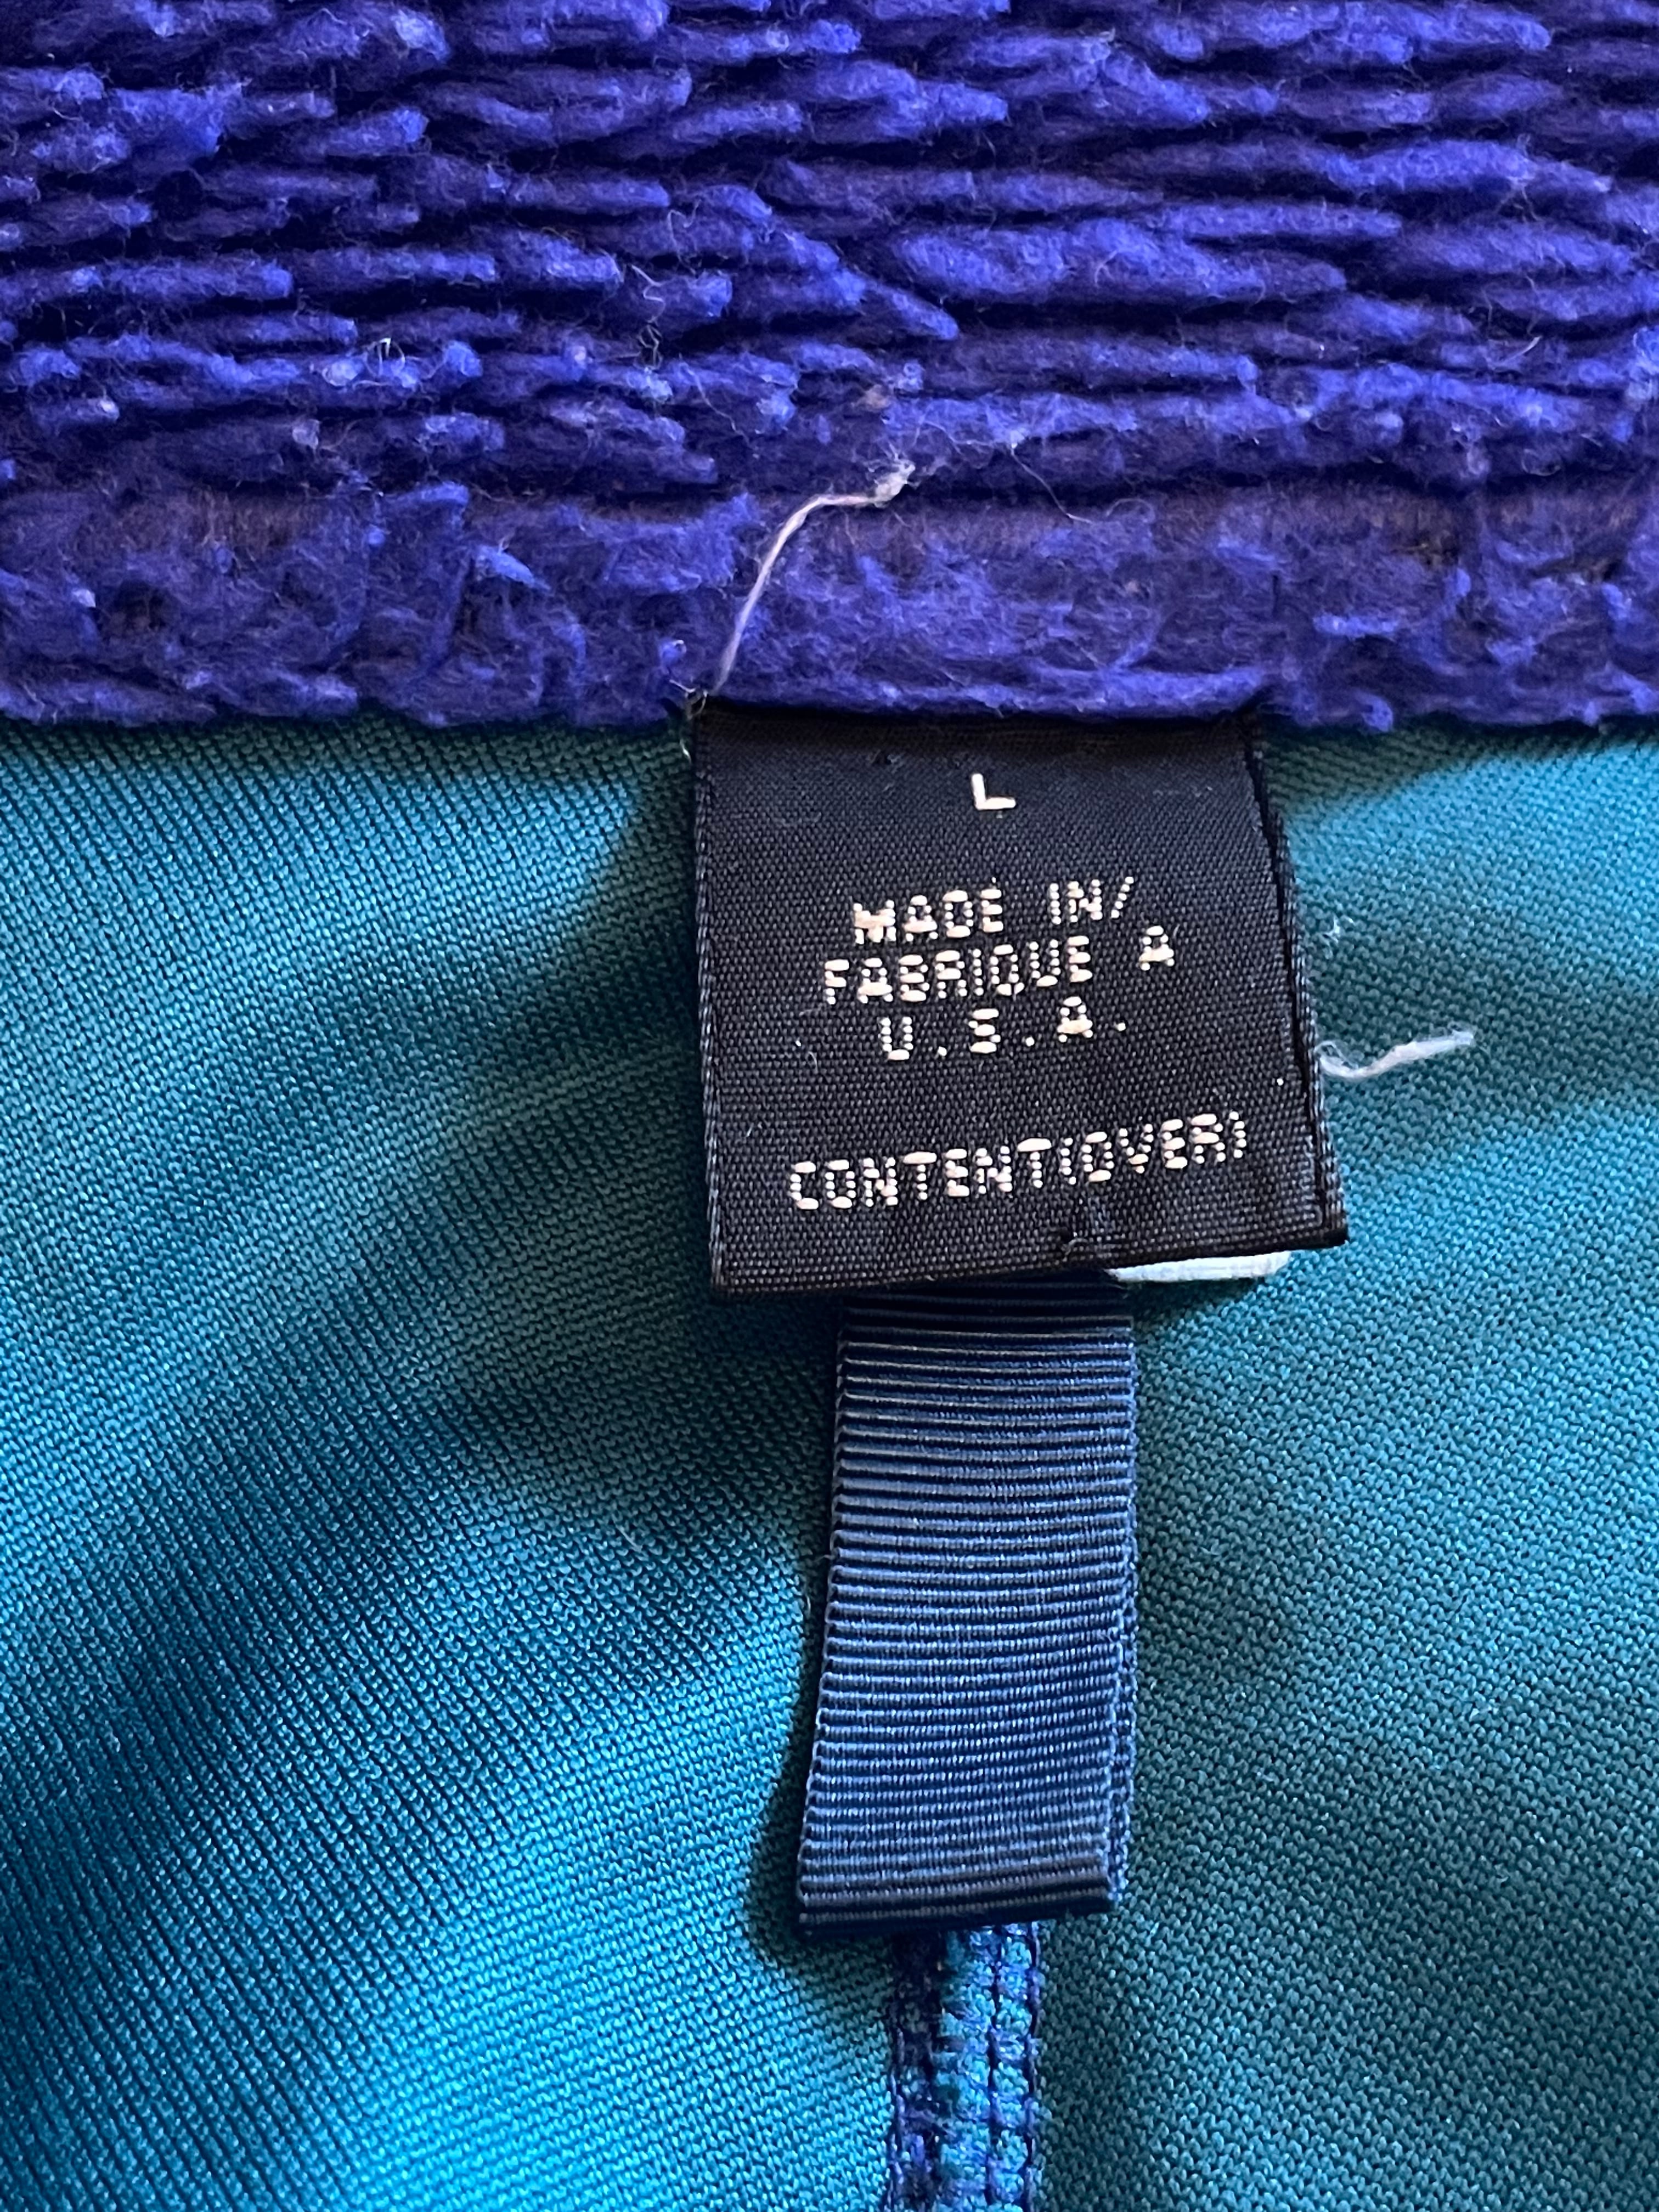 L
MADE IN/
FABRIQUE A
U.S.A.
CONTENT(OVER)